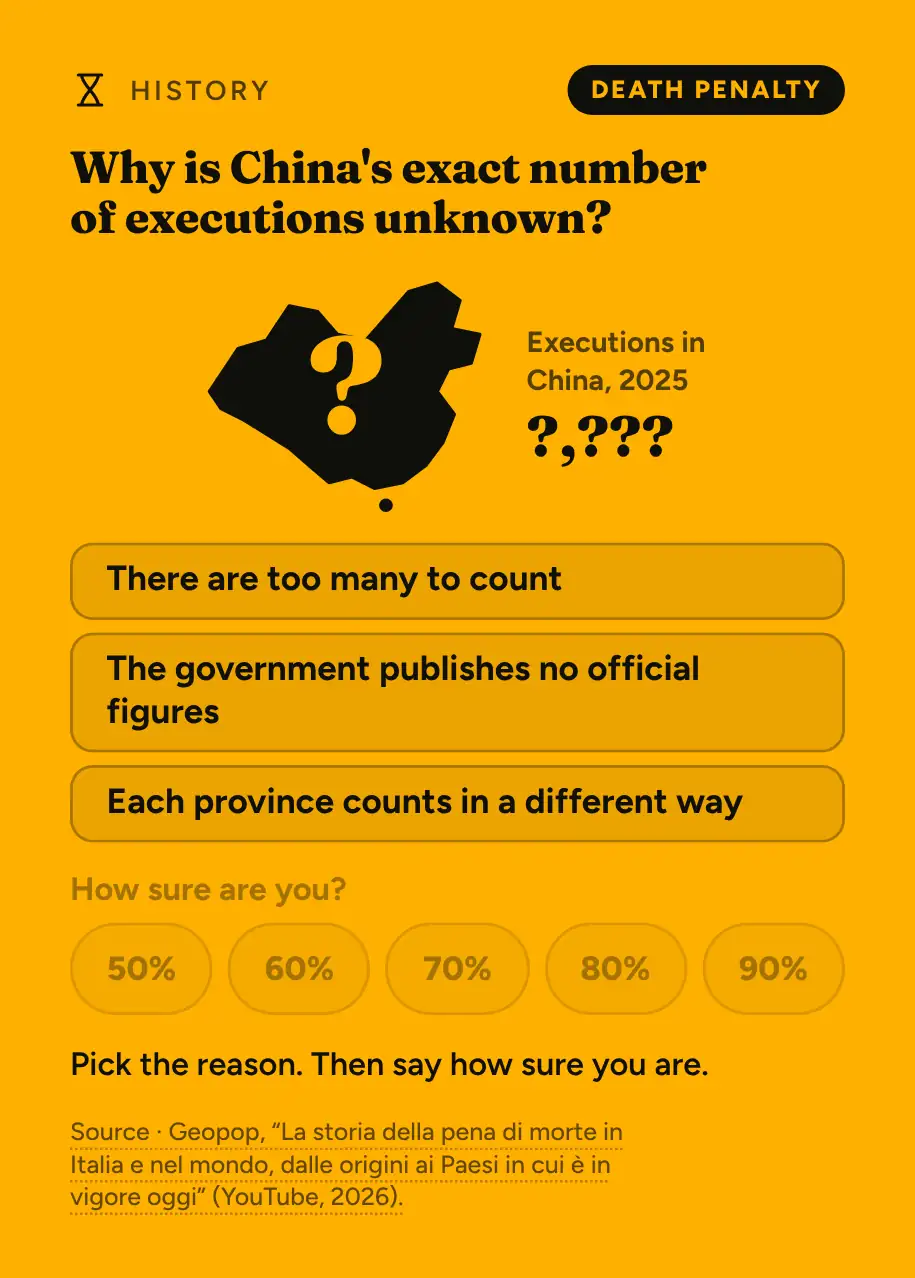 HISTORY
DEATH PENALTY
Why is China's exact number
of executions unknown?
?
Executions in
China, 2025
?,???
There are too many to count
The government publishes no official
figures
Each province counts in a different way
How sure are you?
50%
60%
70%
80%
90%
Pick the reason. Then say how sure you are.
Source · Geopop, “La storia della pena di morte in
Italia e nel mondo, dalle origini ai Paesi in cui è in
vigore oggi” (YouTube, 2026).